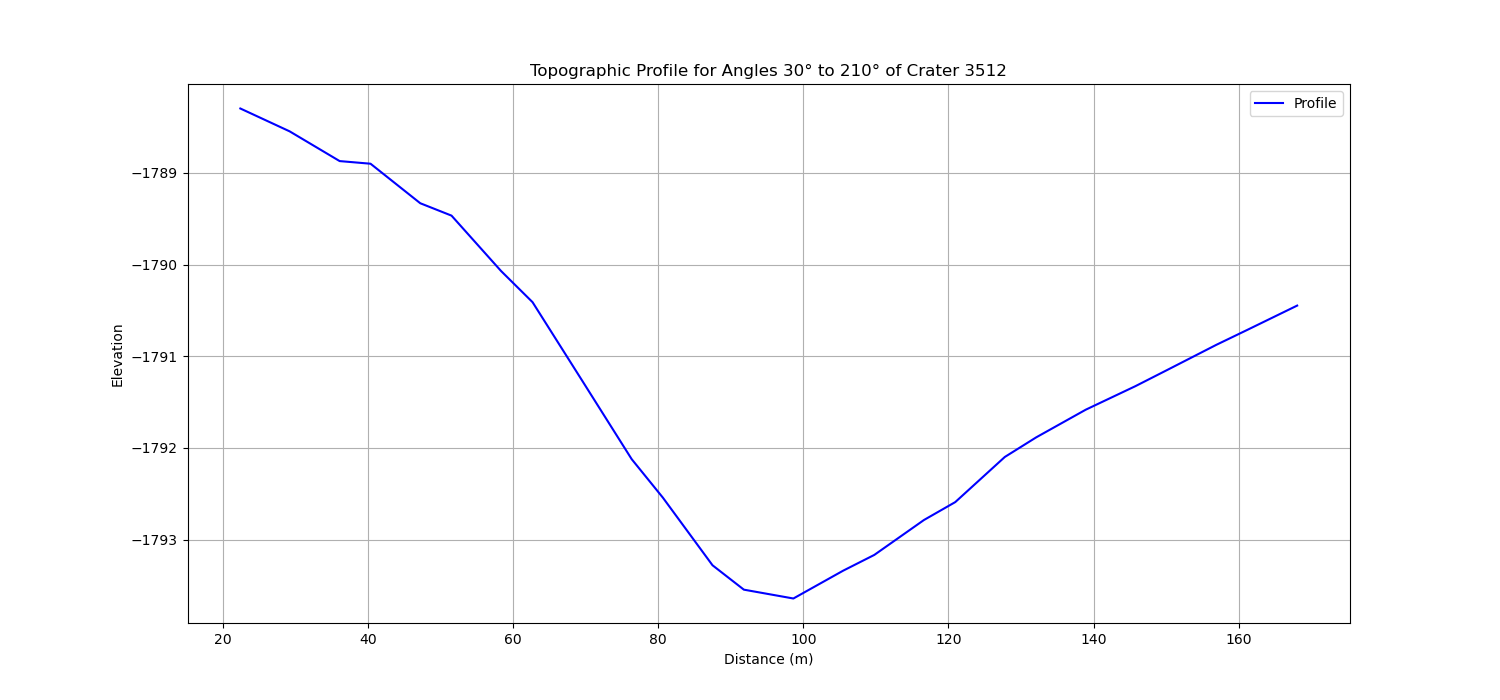 Topographic Profile for Angles 30° to 210° of Crater 3512
Profile
−1789
−1790
−1791
−1792
−1793
Elevation
20 40 60 80 100 120 140 160
Distance (m)